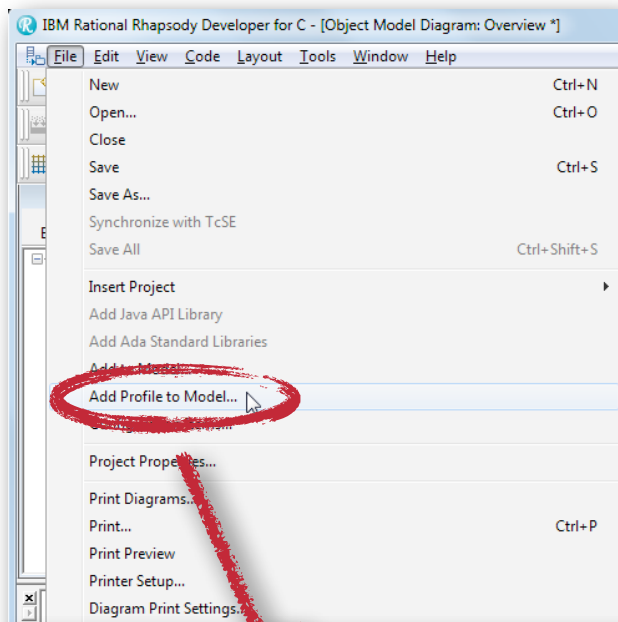 IBM Rational Rhapsody Developer for C - [Object Model Diagram: Overview *]
File Edit View Code Layout Tools Window Help
New Ctrl+N
Open... Ctrl+O
Close
Save Ctrl+S
Save As...
Synchronize with TcSE
Save All Ctrl+Shift+S
Insert Project
Add Java API Library
Add Ada Standard Libraries
Add to Model...
Add Profile to Model...
Project Properties...
Print Diagrams...
Print... Ctrl+P
Print Preview
Printer Setup...
Diagram Print Settings...